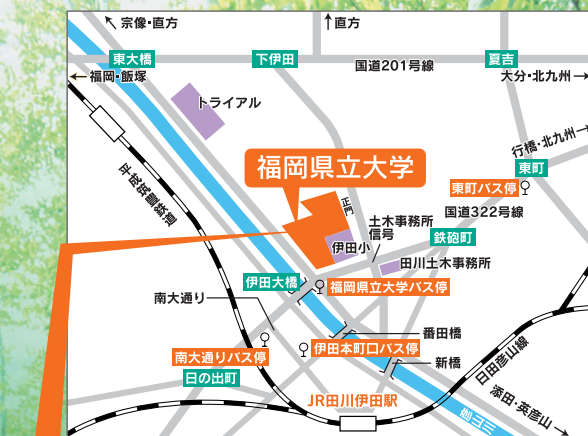 宗像・直方
直方
東大橋
下伊田
国道201号線
夏吉
福岡・飯塚
大分・北九州
トライアル
行橋・北九州
福岡県立大学
東町
東町バス停
平成筑豊鉄道
正門
国道322号線
土木事務所
信号
鉄砲町
伊田小
田川土木事務所
伊田大橋
福岡県立大学バス停
南大通り
番田橋
伊田本町口バス停
南大通りバス停
新橋
日の出町
日田彦山線
JR田川伊田駅
添田・英彦山